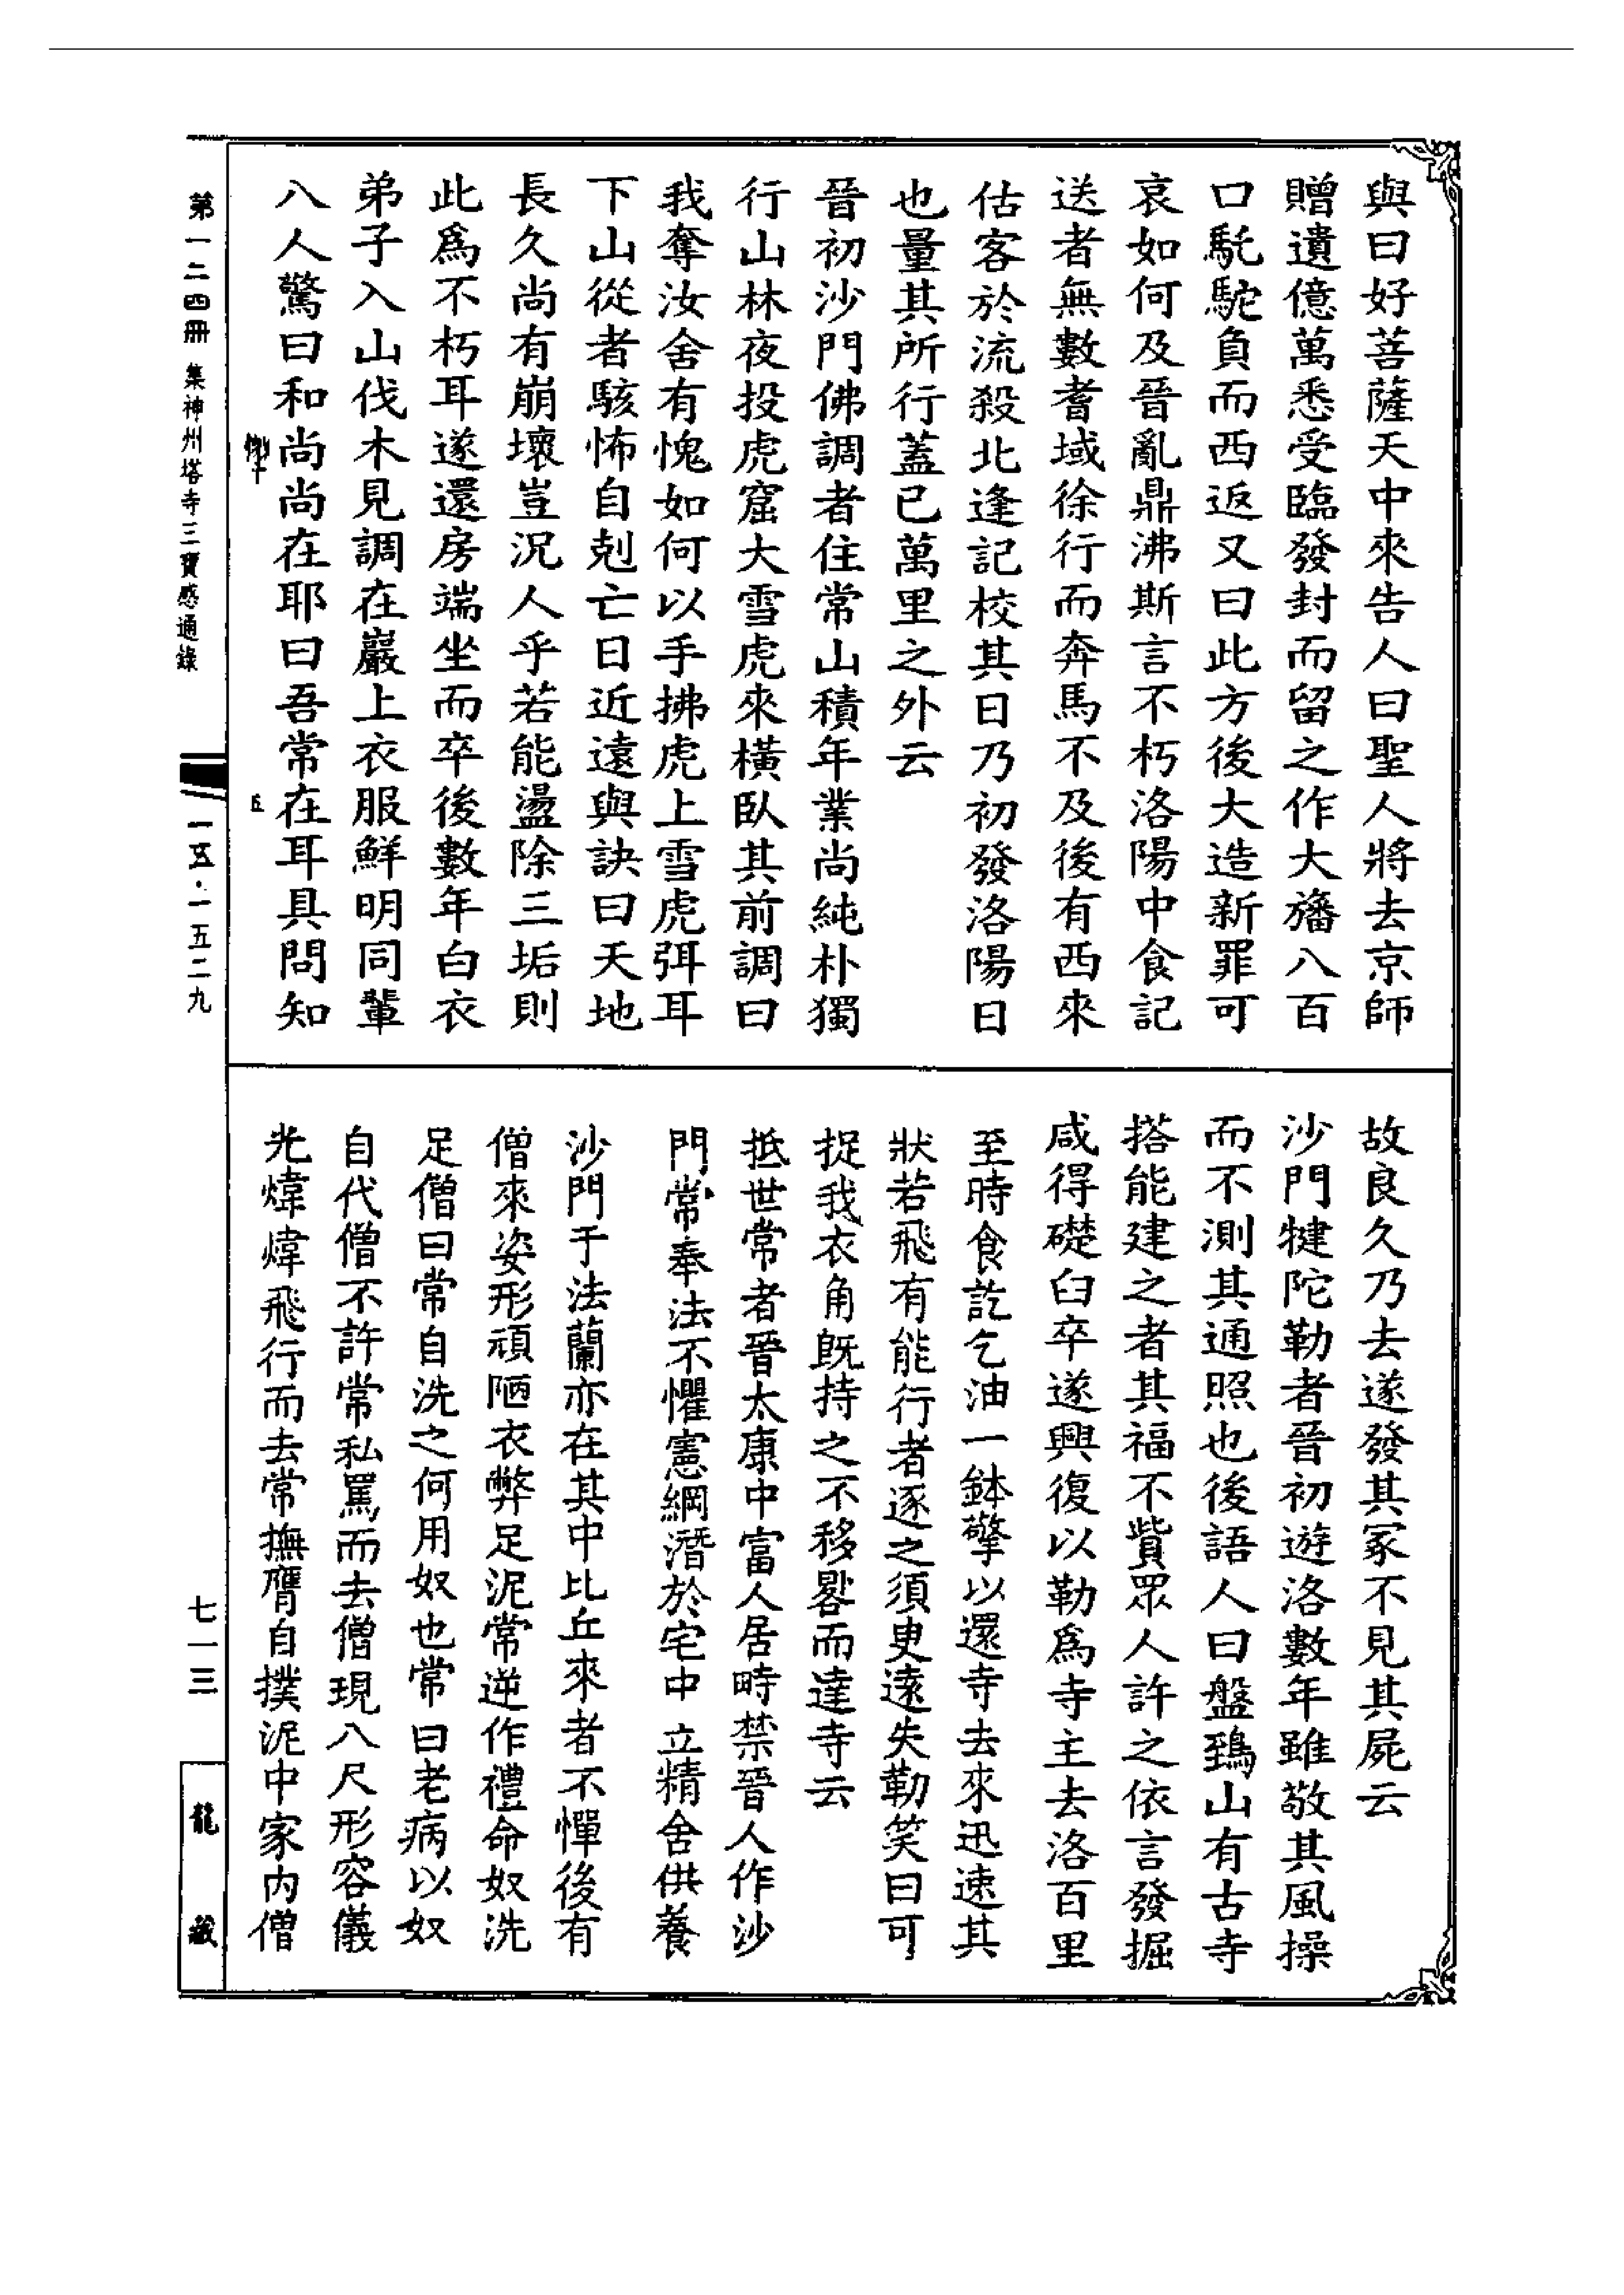 與曰好菩薩天中來告人曰聖人將去京師
贈遺億萬悉受臨發封而留之作大旛八百
口馲駝負而西返又曰此方後大造新罪可
哀如何及晉亂鼎沸斯言不朽洛陽中食記
送者無數耆域徐行而奔馬不及後有西來
估客於流殺北逢記校其日乃初發洛陽日
也量其所行蓋已萬里之外云
晉初沙門佛調者住常山積年業尚純朴獨
行山林夜投虎窟大雪虎來橫臥其前調曰
我奪汝舍有愧如何以手拂虎上雪虎弭耳
下山從者駭怖自剋亡日近遠與訣曰天地
長久尚有崩壞豈況人乎若能盪除三垢則
此爲不朽耳遂還房端坐而卒後數年白衣
弟子入山伐木見調在巖上衣服鮮明同輩
八人驚曰和尚尚在耶曰吾常在耳具問知
故良久乃去遂發其冢不見其屍云
沙門犍陀勒者晉初遊洛數年雖敬其風操
而不測其通照也後語人曰盤鵄山有古寺
搭能建之者其福不貲眾人許之依言發掘
咸得礎臼卒遂興復以勒爲寺主去洛百里
至時食訖乞油一鉢擎以還寺去來迅速其
狀若飛有能行者逐之須臾遠失勒笑曰可
捉我衣角既持之不移晷而達寺云
抵世常者晉太康中富人居時禁晉人作沙
門常奉法不懼憲綱潛於宅中立精舍供養
沙門于法蘭亦在其中比丘來者不憚後有
僧來姿形頑陋衣弊足泥常逆作禮命奴洗
足僧曰常自洗之何用奴也常曰老病以奴
自代僧不許常私罵而去僧現八尺形容儀
光煒煒飛行而去常撫膺自撲泥中家內僧
第一二四冊 集神州塔寺三寶感通錄
一五·一五二九
七一三
龍藏